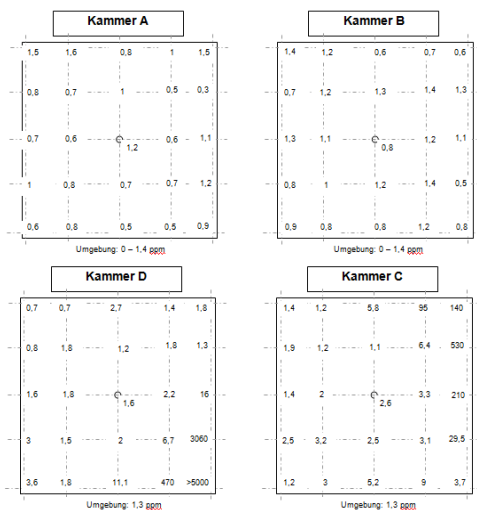 Kammer A
1,5 1,6 0,8 1 1,5
0,8 0,7 1 0,5 0,3
0,7 0,6 1,2 0,6 1,1
1 0,8 0,7 0,7 1,2
0,6 0,8 0,5 0,5 0,9
Umgebung: 0 – 1,4 ppm
Kammer B
1,4 1,2 0,6 0,7 0,6
0,7 1,2 1,3 1,4 1,3
1,3 1,1 0,8 1,2 1,1
0,8 1 1,2 1,4 0,5
0,9 0,8 0,8 1,2 0,8
Umgebung: 0 – 1,4 ppm
Kammer D
0,7 0,7 2,7 1,4 1,8
0,8 1,8 1,2 1,8 1,3
1,6 1,8 1,6 2,2 16
3 1,5 2 6,7 3060
3,6 1,8 11,1 470 >5000
Umgebung: 1,3 ppm
Kammer C
1,4 1,2 5,8 95 140
1,9 1,2 1,1 6,4 530
1,4 2 2,6 3,3 210
2,5 3,2 2,5 3,1 29,5
1,2 3 5,2 9 3,7
Umgebung: 1,3 ppm